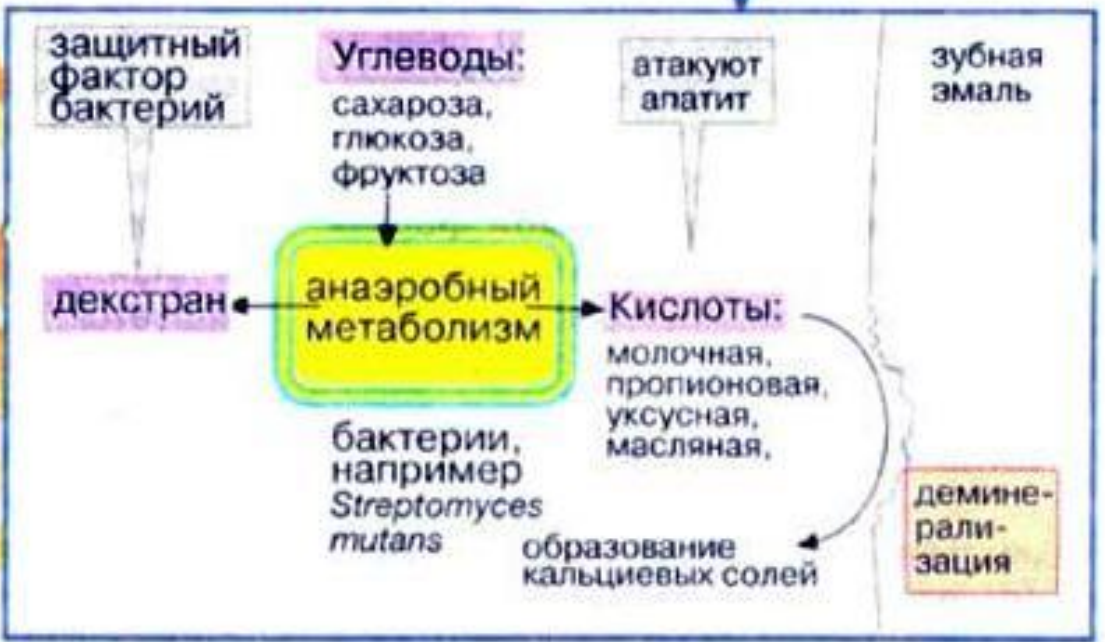 защитный
фактор
бактерий
Углеводы:
сахароза,
глюкоза,
фруктоза
атакуют
апатит
зубная
эмаль
декстран
анаэробный
метаболизм
Кислоты:
молочная,
пропионовая,
уксусная,
масляная,
бактерии,
например
Streptomyces
mutans
образование
кальциевых солей
демине-
рали-
зация